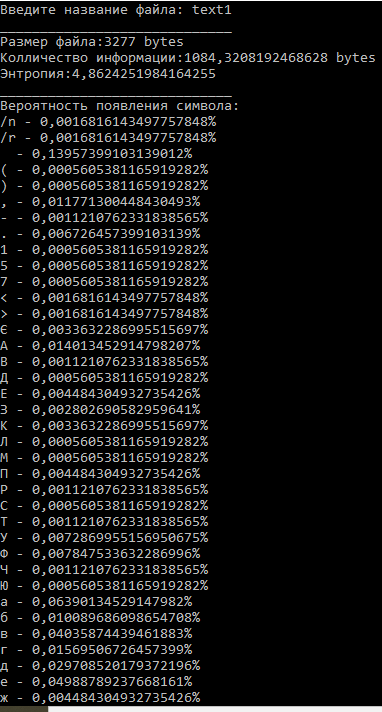 Введите название файла: text1
_____________________________
Размер файла:3277 bytes
Колличество информации:1084,3208192468628 bytes
Энтропия:4,8624251984164255
_____________________________
Вероятность появления символа:
/n - 0,0016816143497757848%
/r - 0,0016816143497757848%
  - 0,13957399103139012%
( - 0,0005605381165919282%
) - 0,0005605381165919282%
, - 0,011771300448430493%
- - 0,0011210762331838565%
. - 0,006726457399103139%
1 - 0,0005605381165919282%
5 - 0,0005605381165919282%
7 - 0,0005605381165919282%
< - 0,0016816143497757848%
> - 0,0016816143497757848%
Є - 0,0033632286995515697%
А - 0,014013452914798207%
В - 0,0011210762331838565%
Д - 0,0005605381165919282%
Е - 0,004484304932735426%
З - 0,002802690582959641%
К - 0,0033632286995515697%
Л - 0,0005605381165919282%
М - 0,0005605381165919282%
П - 0,004484304932735426%
Р - 0,0011210762331838565%
С - 0,0005605381165919282%
Т - 0,0011210762331838565%
У - 0,0072869955156950675%
Ф - 0,007847533632286996%
Ч - 0,0011210762331838565%
Ю - 0,0005605381165919282%
а - 0,06390134529147982%
б - 0,010089686098654708%
в - 0,04035874439461883%
г - 0,01569506726457399%
д - 0,029708520179372196%
е - 0,04988789237668161%
ж - 0,004484304932735426%